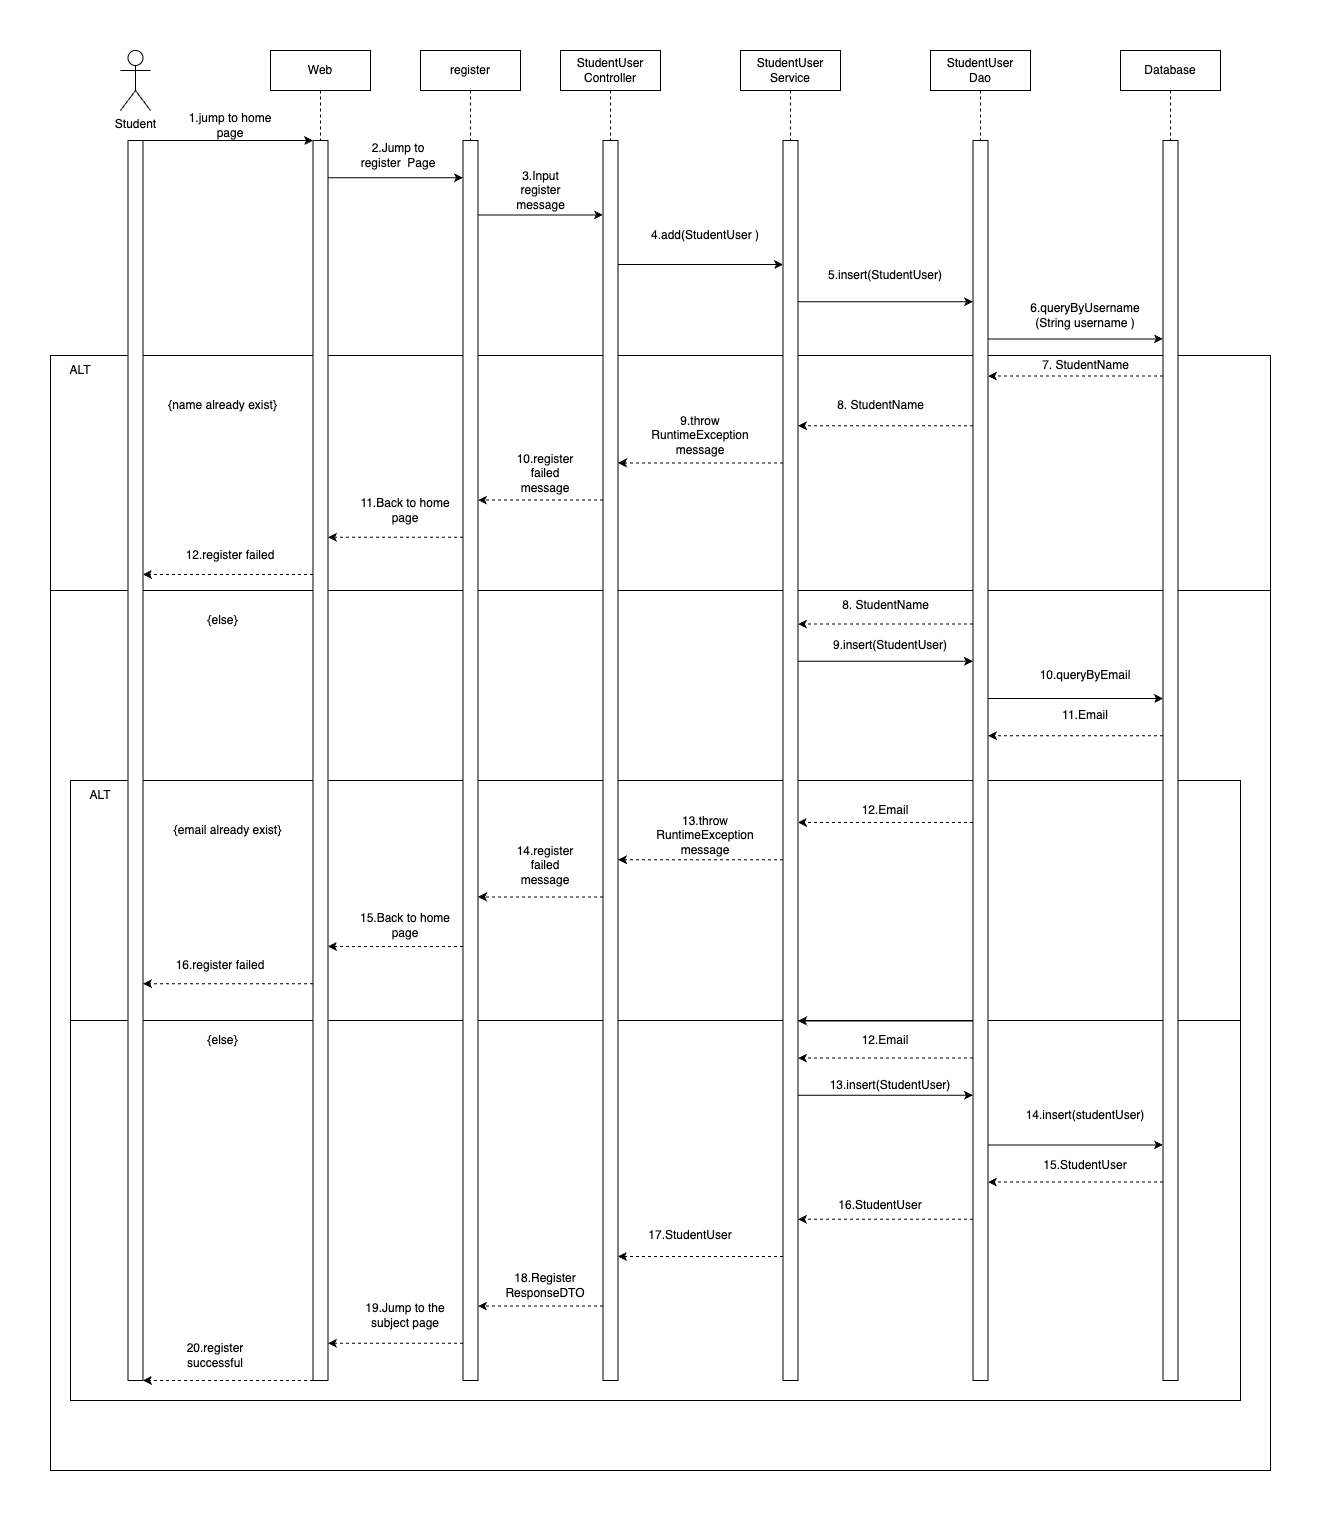 Web
register
StudentUser
Controller
StudentUser
Service
StudentUser
Dao
Database
Student
1.jump to home
page
2.Jump to
register  Page
3.Input
register
message
4.add(StudentUser )
5.insert(StudentUser)
6.queryByUsername
(String username )
ALT
7. StudentName
{name already exist}
8. StudentName
9.throw
RuntimeException
message
10.register
failed
message
11.Back to home
page
12.register failed
{else}
8. StudentName
9.insert(StudentUser)
10.queryByEmail
11.Email
ALT
12.Email
{email already exist}
13.throw
RuntimeException
message
14.register
failed
message
15.Back to home
page
16.register failed
{else}
12.Email
13.insert(StudentUser)
14.insert(studentUser)
15.StudentUser
16.StudentUser
17.StudentUser
18.Register
ResponseDTO
19.Jump to the
subject page
20.register
successful